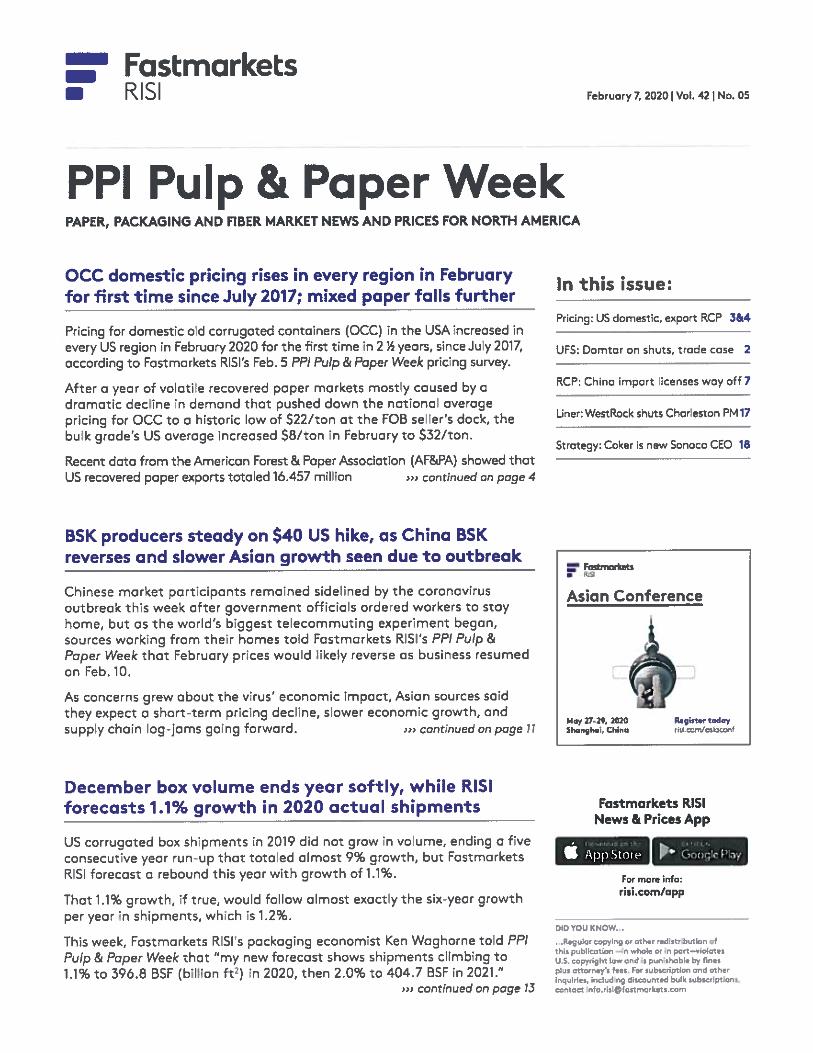 Fastmarkets
RISI
February 7, 2020 | Vol. 42 | No. 05
PPI Pulp & Paper Week
PAPER, PACKAGING AND FIBER MARKET NEWS AND PRICES FOR NORTH AMERICA
OCC domestic pricing rises in every region in February
for first time since July 2017; mixed paper falls further
Pricing for domestic old corrugated containers (OCC) in the USA increased in
every US region in February 2020 for the first time in 2 ½ years, since July 2017,
according to Fastmarkets RISI's Feb. 5 PPI Pulp & Paper Week pricing survey.
After a year of volatile recovered paper markets mostly caused by a
dramatic decline in demand that pushed down the national average
pricing for OCC to a historic low of $22/ton at the FOB seller's dock, the
bulk grade's US average increased $8/ton in February to $32/ton.
Recent data from the American Forest & Paper Association (AF&PA) showed that
US recovered paper exports totaled 16.457 million ››› continued on page 4
BSK producers steady on $40 US hike, as China BSK
reverses and slower Asian growth seen due to outbreak
Chinese market participants remained sidelined by the coronavirus
outbreak this week after government officials ordered workers to stay
home, but as the world's biggest telecommuting experiment began,
sources working from their homes told Fastmarkets RISI's PPI Pulp &
Paper Week that February prices would likely reverse as business resumed
on Feb. 10.
As concerns grew about the virus' economic impact, Asian sources said
they expect a short-term pricing decline, slower economic growth, and
supply chain log-jams going forward. ››› continued on page 11
December box volume ends year softly, while RISI
forecasts 1.1% growth in 2020 actual shipments
US corrugated box shipments in 2019 did not grow in volume, ending a five
consecutive year run-up that totaled almost 9% growth, but Fastmarkets
RISI forecast a rebound this year with growth of 1.1%.
That 1.1% growth, if true, would follow almost exactly the six-year growth
per year in shipments, which is 1.2%.
This week, Fastmarkets RISI's packaging economist Ken Waghorne told PPI
Pulp & Paper Week that "my new forecast shows shipments climbing to
1.1% to 396.8 BSF (billion ft²) in 2020, then 2.0% to 404.7 BSF in 2021."
››› continued on page 13
In this issue:
Pricing: US domestic, export RCP 3&4
UFS: Domtar on shuts, trade case 2
RCP: China import licenses way off 7
Liner: WestRock shuts Charleston PM 17
Strategy: Coker is new Sonoco CEO 18
Fastmarkets
RISI
Asian Conference
May 27-29, 2020
Shanghai, China
Register today
risi.com/asiaconf
Fastmarkets RISI
News & Prices App
App Store
Google Play
For more info:
risi.com/app
DID YOU KNOW...
...Regular copying or other redistribution of
this publication—in whole or in part—violates
U.S. copyright law and is punishable by fines
plus attorney's fees. For subscription and other
inquiries, including discounted bulk subscriptions,
contact info.risi@fastmarkets.com